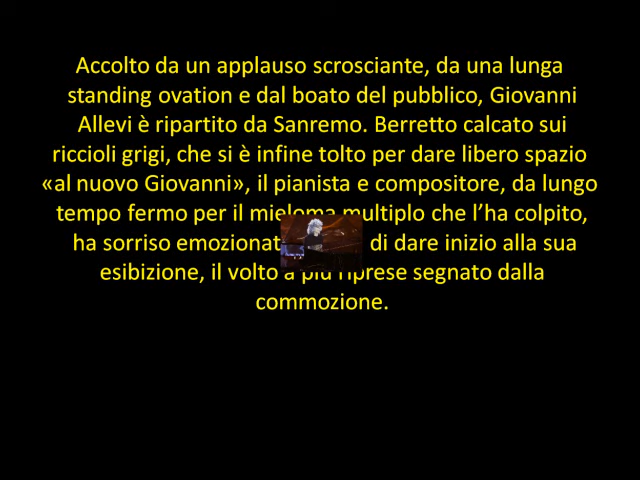 Accolto da un applauso scrosciante, da una lunga
standing ovation e dal boato del pubblico, Giovanni
Allevi è ripartito da Sanremo. Berretto calcato sui
riccioli grigi, che si è infine tolto per dare libero spazio
«al nuovo Giovanni», il pianista e compositore, da lungo
tempo fermo per il mieloma multiplo che l’ha colpito,
ha sorriso di dare inizio alla sua
esibizione, il volto a più riprese segnato dalla
commozione.